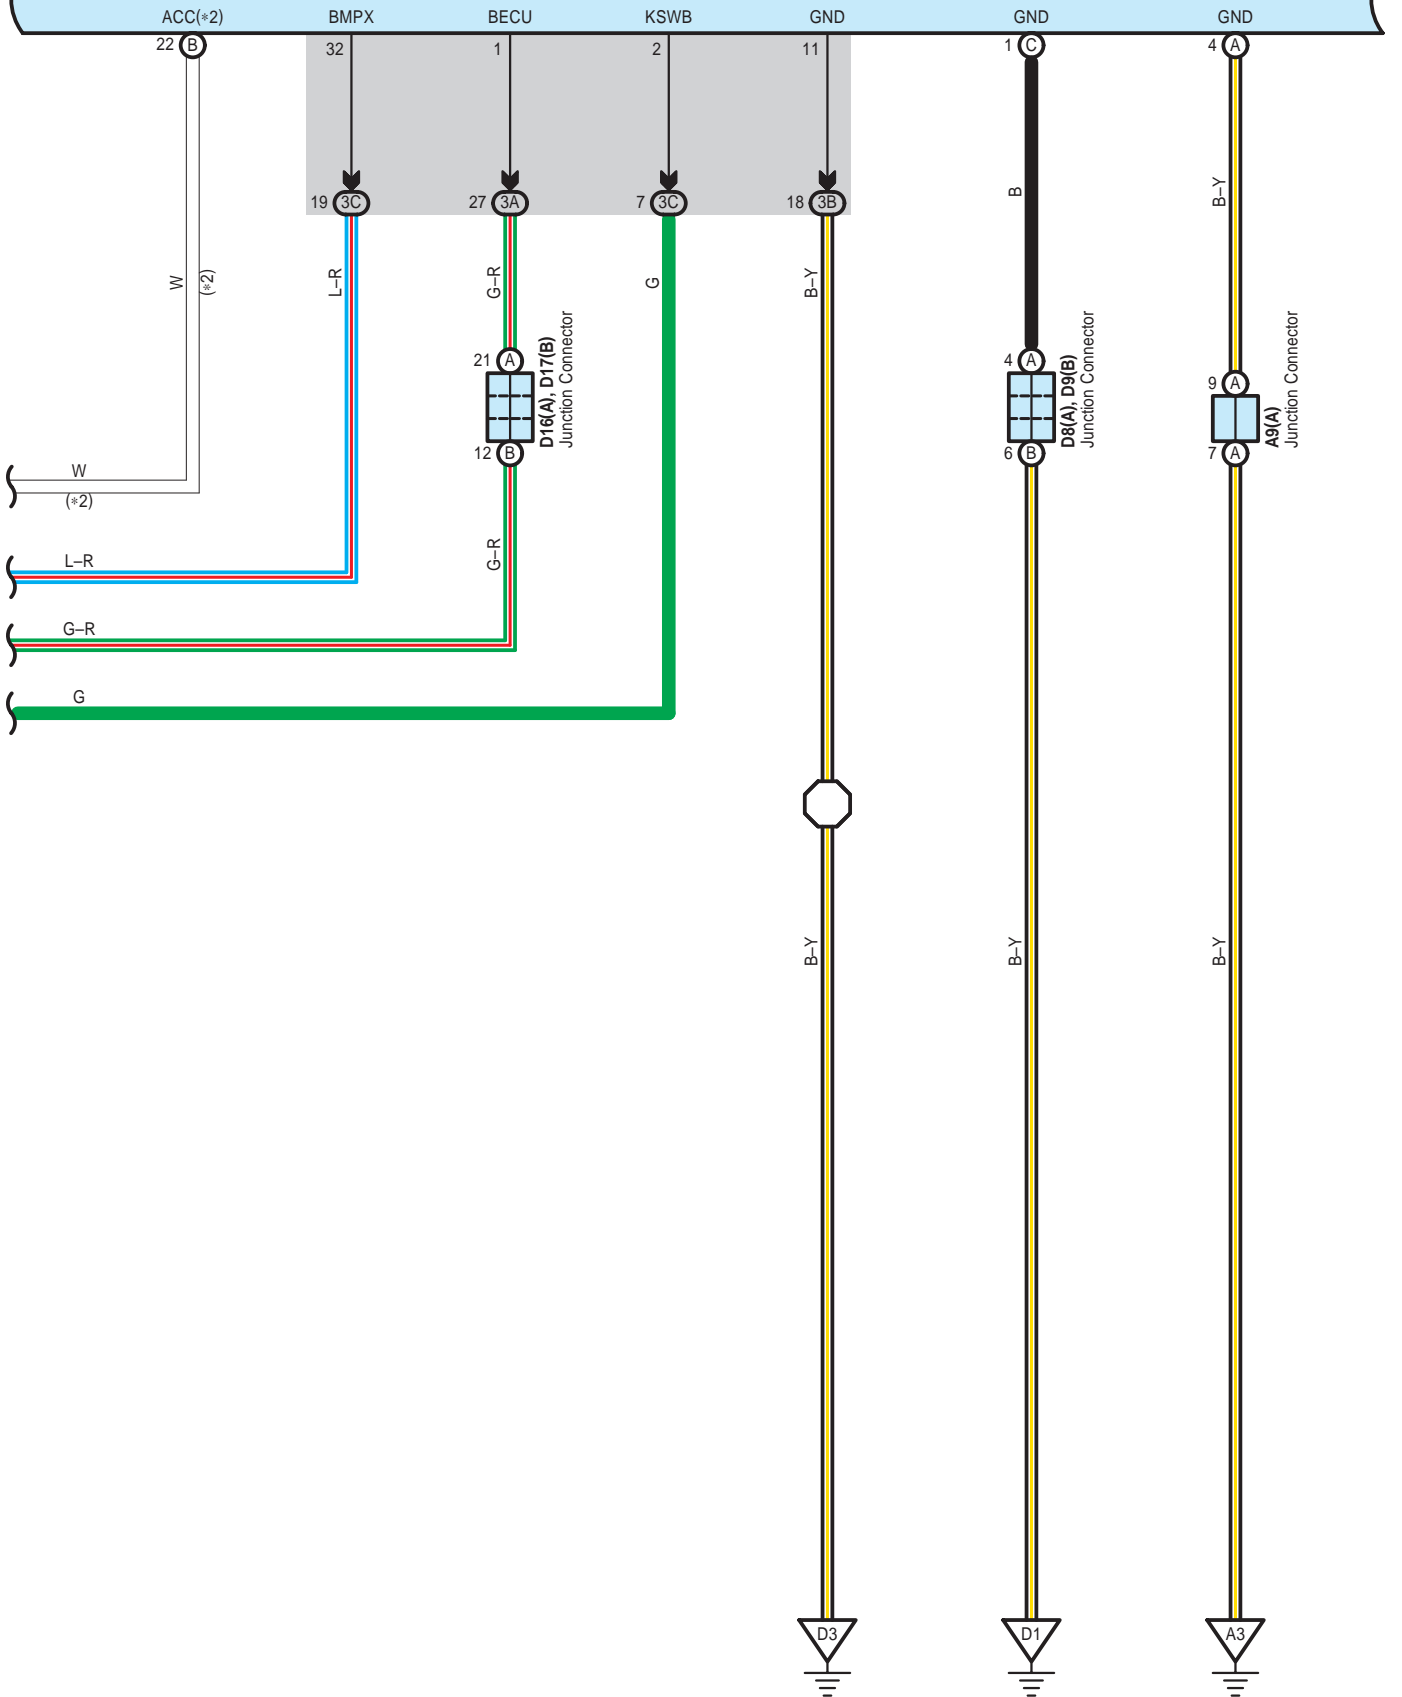 ACC(*2) BMPX BECU KSWB GND GND GND
22 B 32 1 2 11 1 C 4 A
19 3C 27 3A 7 3C 18 3B
B
B–Y
W
(*2)
L–R
G–R
G
B–Y
21 A
D16(A), D17(B)
Junction Connector
12 B
4 A
D8(A), D9(B)
Junction Connector
6 B
9 A
A9(A)
Junction Connector
7 A
W
(*2)
G–R
L–R
G–R
G
B–Y
B–Y
B–Y
D3 D1 A3